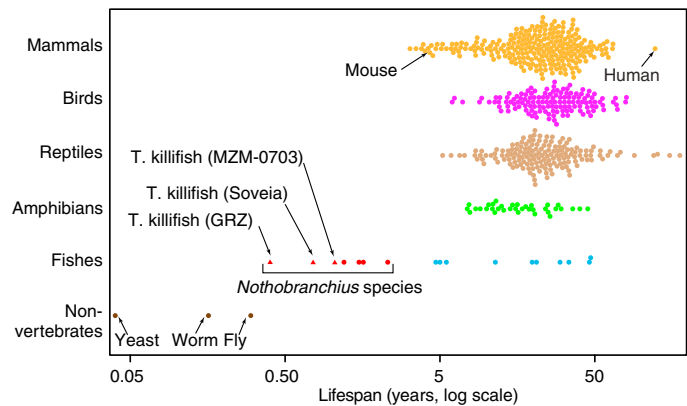 Mammals
Mouse
Human
Birds
Reptiles
T. killifish (MZM-0703)
T. killifish (Soveia)
Amphibians
T. killifish (GRZ)
Fishes
Nothobranchius species
Non-
vertebrates
Yeast
Worm
Fly
0.05
0.50
5
50
Lifespan (years, log scale)